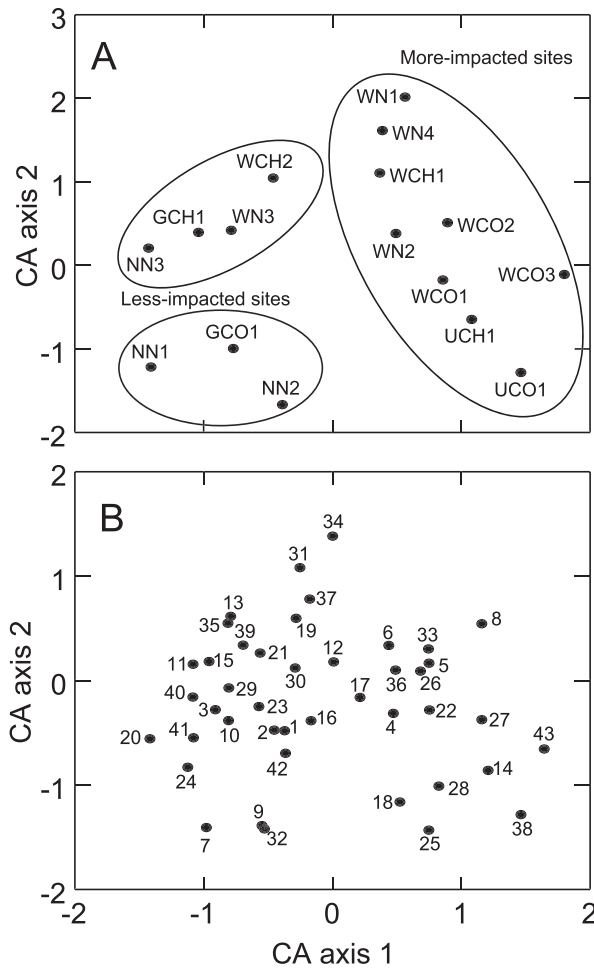 3
A
More-impacted sites
2
WN1
WN4
WCH2
WCH1
1
CA axis 2
GCH1
WN3
WCO2
WN2
NN3
0
WCO3
WCO1
Less-impacted sites
GCO1
UCH1
-1
NN1
NN2
UCO1
-2
2
B
34
31
1
13
37
8
35
39
19
6
33
11
15
21
12
5
CA axis 2
0
40
29
30
36
26
3
23
17
20
41
10
2
1
16
4
22
27
43
24
42
14
-1
18
28
7
9
32
25
38
-2
-2
-1
0
1
2
CA axis 1